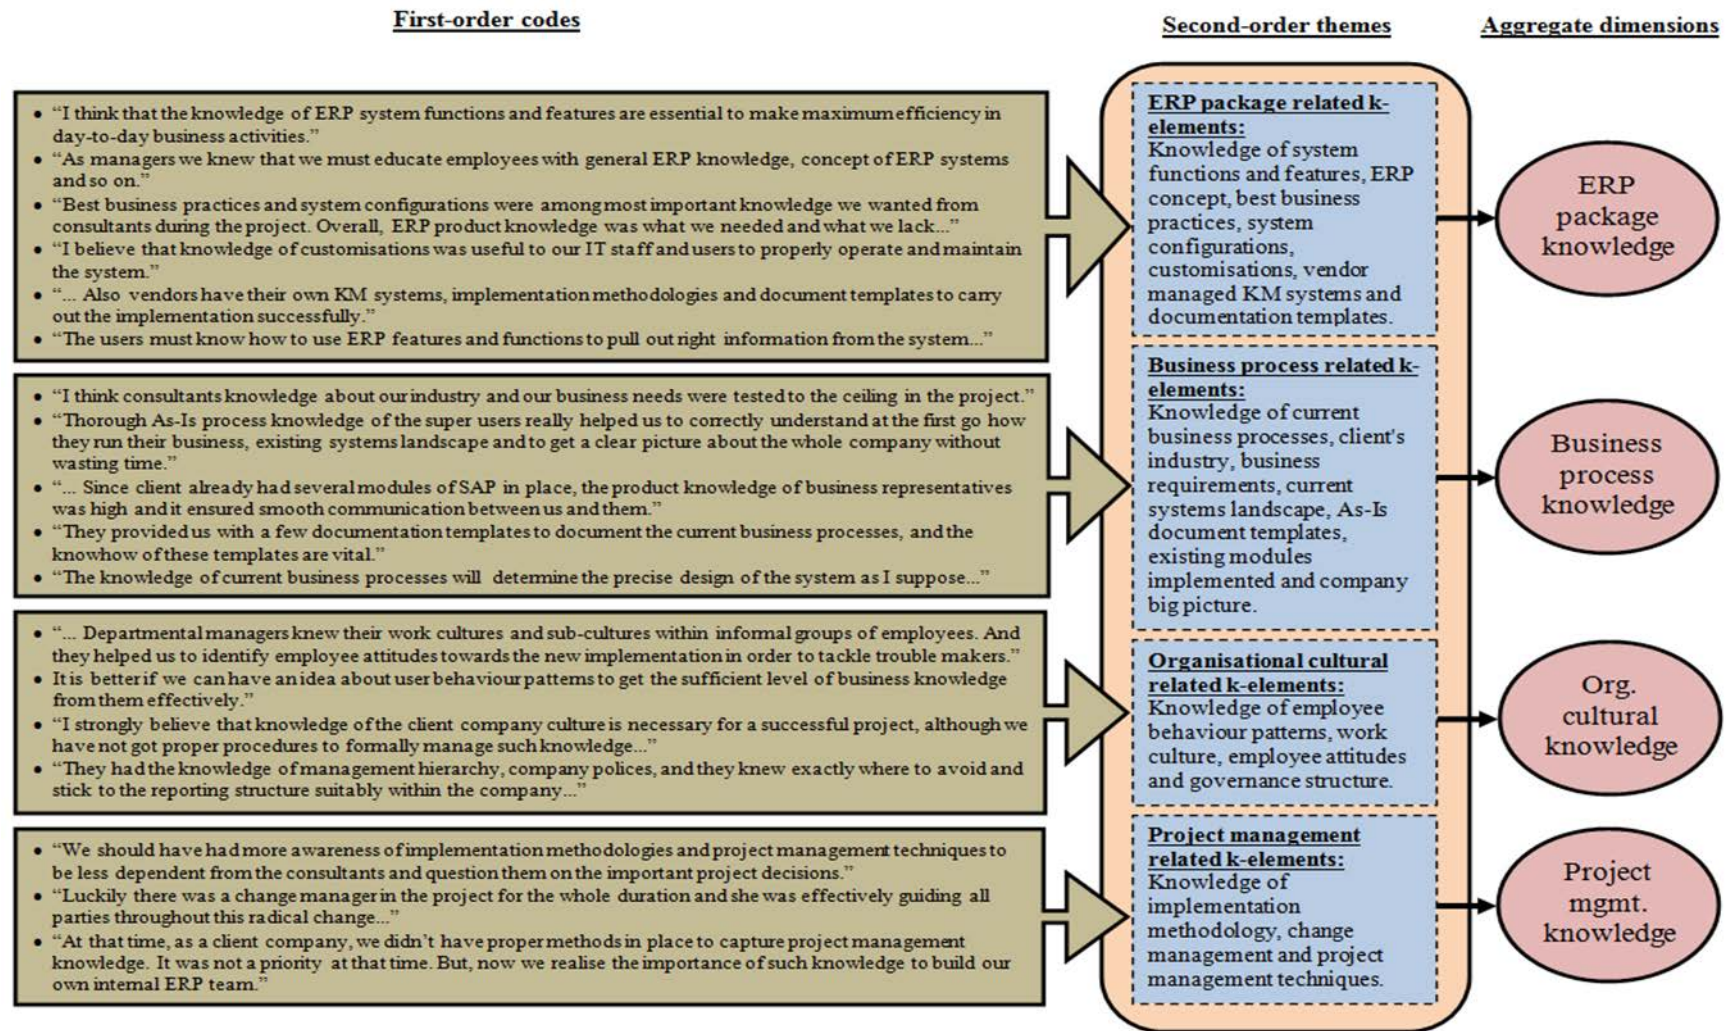 First-order codes
Second-order themes
Aggregate dimensions
• “I think that the knowledge of ERP system functions and features are essential to make maximum efficiency in
day-to-day business activities.”
• “As managers we knew that we must educate employees with general ERP knowledge, concept of ERP systems
and so on.”
• “Best business practices and system configurations were among most important knowledge we wanted from
consultants during the project. Overall, ERP product knowledge was what we needed and what we lack...”
• “I believe that knowledge of customisations was useful to our IT staff and users to properly operate and maintain
the system.”
• “... Also vendors have their own KM systems, implementation methodologies and document templates to carry
out the implementation successfully.”
• “The users must know how to use ERP features and functions to pull out right information from the system...”
ERP package related k-
elements:
Knowledge of system
functions and features, ERP
concept, best business
practices, system
configurations,
customisations, vendor
managed KM systems and
documentation templates.
ERP
package
knowledge
• “I think consultants knowledge about our industry and our business needs were tested to the ceiling in the project.”
• “Thorough As-Is process knowledge of the super users really helped us to correctly understand at the first go how
they run their business, existing systems landscape and to get a clear picture about the whole company without
wasting time.”
• “... Since client already had several modules of SAP in place, the product knowledge of business representatives
was high and it ensured smooth communication between us and them.”
• “They provided us with a few documentation templates to document the current business processes, and the
knowhow of these templates are vital.”
• “The knowledge of current business processes will determine the precise design of the system as I suppose...”
Business process related k-
elements:
Knowledge of current
business processes, client's
industry, business
requirements, current
systems landscape, As-Is
document templates,
existing modules
implemented and company
big picture.
Business
process
knowledge
• “... Departmental managers knew their work cultures and sub-cultures within informal groups of employees. And
they helped us to identify employee attitudes towards the new implementation in order to tackle trouble makers.”
• It is better if we can have an idea about user behaviour patterns to get the sufficient level of business knowledge
from them effectively.”
• “I strongly believe that knowledge of the client company culture is necessary for a successful project, although we
have not got proper procedures to formally manage such knowledge...”
• “They had the knowledge of management hierarchy, company polices, and they knew exactly where to avoid and
stick to the reporting structure suitably within the company...”
Organisational cultural
related k-elements:
Knowledge of employee
behaviour patterns, work
culture, employee attitudes
and governance structure.
Org.
cultural
knowledge
• “We should have had more awareness of implementation methodologies and project management techniques to
be less dependent from the consultants and question them on the important project decisions.”
• “Luckily there was a change manager in the project for the whole duration and she was effectively guiding all
parties throughout this radical change...”
• “At that time, as a client company, we didn’t have proper methods in place to capture project management
knowledge. It was not a priority at that time. But, now we realise the importance of such knowledge to build our
own internal ERP team.”
Project management
related k-elements:
Knowledge of
implementation
methodology, change
management and project
management techniques.
Project
mgmt.
knowledge